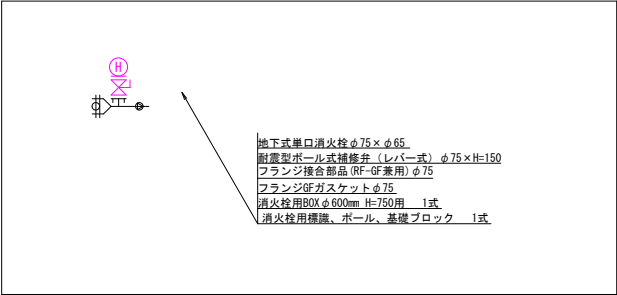 H
地下式単口消火栓φ75×φ65
耐震型ボール式補修弁（レバー式）φ75×H=150
フランジ接合部品(RF-GF兼用)φ75
フランジGFガスケットφ75
消火栓用BOXφ600mm H=750用　1式
消火栓用標識、ポール、基礎ブロック　1式